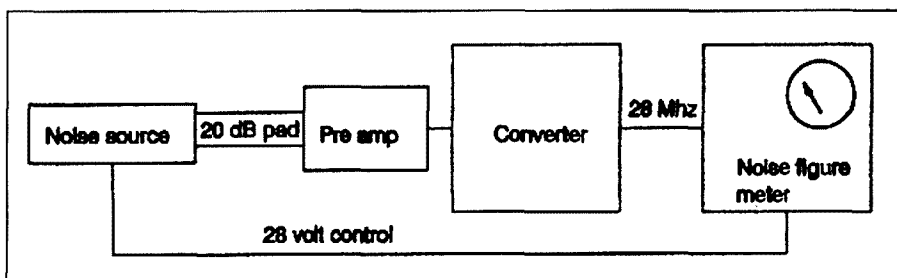 Noise source
20 dB pad
Pre amp
Converter
28 Mhz
Noise figure
meter
28 volt control